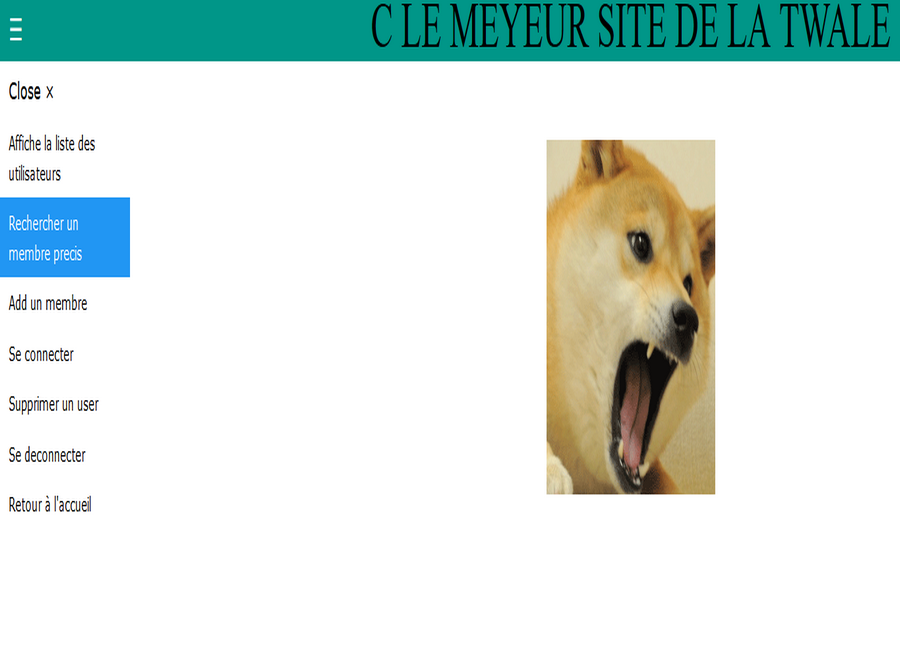 C LE MEYEUR SITE DE LA TWALE
Close ×
Affiche la liste des
utilisateurs
Rechercher un
membre precis
Add un membre
Se connecter
Supprimer un user
Se deconnecter
Retour à l'accueil